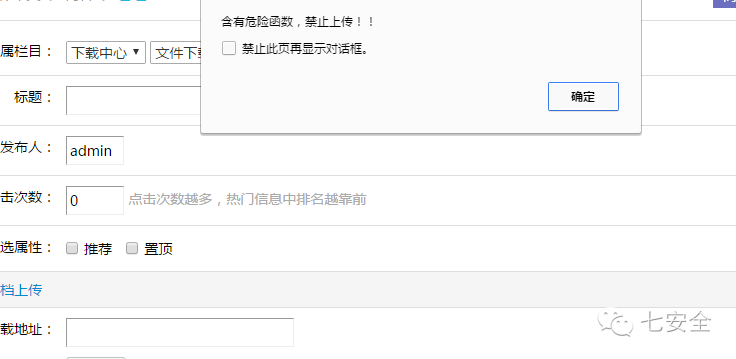 含有危险函数，禁止上传！！
禁止此页再显示对话框。
确定
属栏目： 下载中心 文件下载
标题：
发布人： admin
击次数： 0 点击次数越多，热门信息中排名越靠前
选属性： 推荐 置顶
档上传
载地址：
七安全